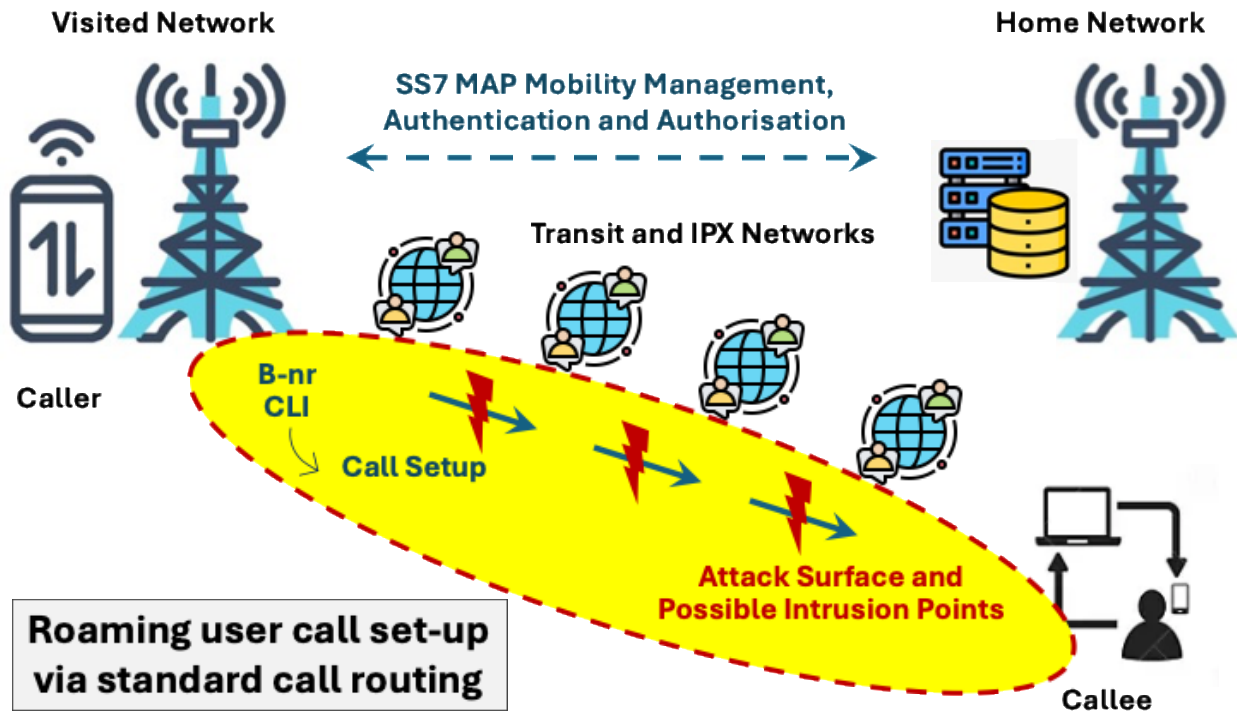 Visited Network
Home Network
SS7 MAP Mobility Management,
Authentication and Authorisation
Transit and IPX Networks
Caller
B-nr
CLI
Call Setup
Attack Surface and
Possible Intrusion Points
Roaming user call set-up
via standard call routing
Callee